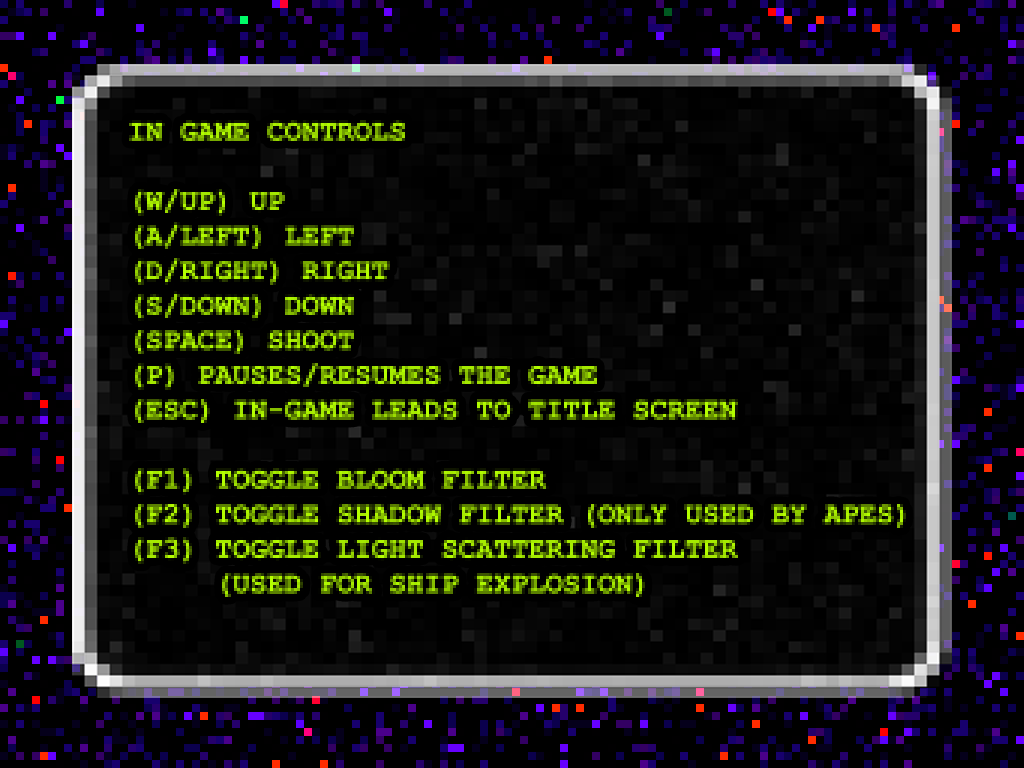 IN GAME CONTROLS
(W/UP) UP
(A/LEFT) LEFT
(D/RIGHT) RIGHT
(S/DOWN) DOWN
(SPACE) SHOOT
(P) PAUSES/RESUMES THE GAME
(ESC) IN-GAME LEADS TO TITLE SCREEN
(F1) TOGGLE BLOOM FILTER
(F2) TOGGLE SHADOW FILTER (ONLY USED BY APES)
(F3) TOGGLE LIGHT SCATTERING FILTER
(USED FOR SHIP EXPLOSION)